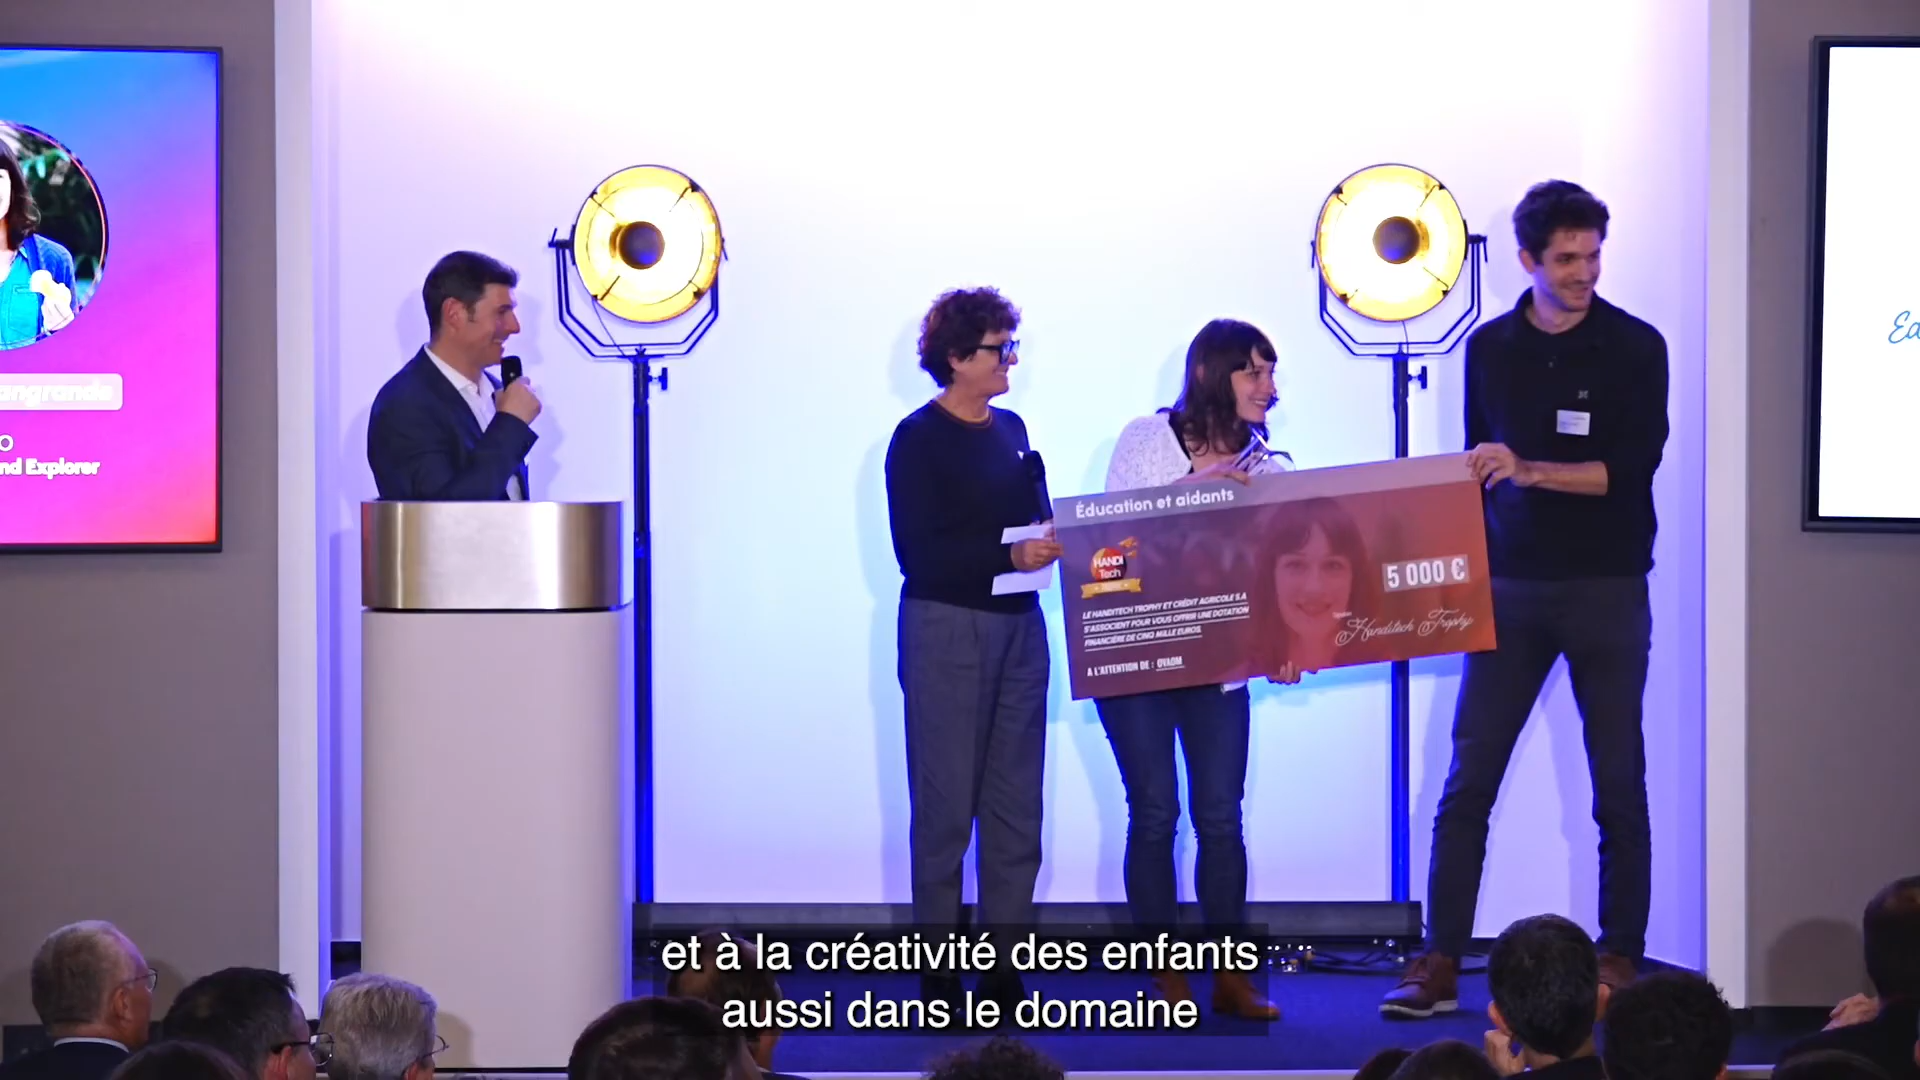 angrande
O
nd Explorer
Éducation et aidants
HANDI
Tech
5 000 €
LE HANDITECH TROPHY ET CRÉDIT AGRICOLE S.A
S'ASSOCIENT POUR VOUS OFFRIR UNE DOTATION
FINANCIÈRE DE CINQ MILLE EUROS.
Handitech Trophy
A L'ATTENTION DE : OVAOM
Ed
et à la créativité des enfants
aussi dans le domaine